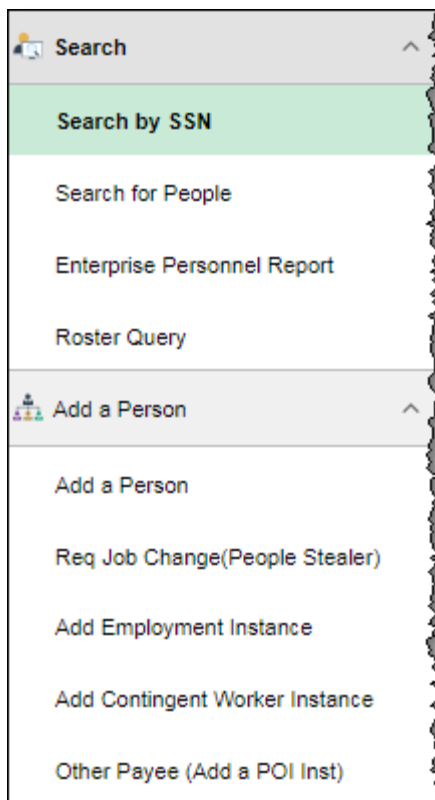 Search
Search by SSN
Search for People
Enterprise Personnel Report
Roster Query
Add a Person
Add a Person
Req Job Change(People Stealer)
Add Employment Instance
Add Contingent Worker Instance
Other Payee (Add a POI Inst)